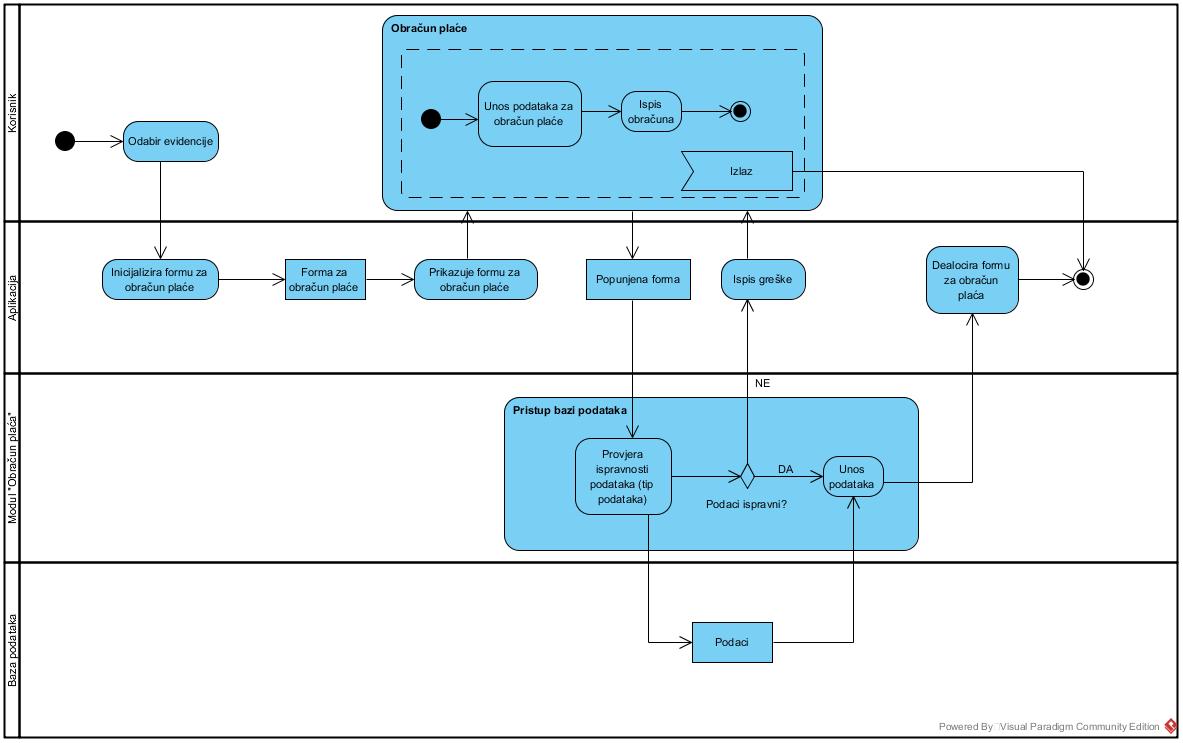 Korisnik
Obračun plaće
Unos podataka za
obračun plaće
Ispis
obračuna
Odabir evidencije
Izlaz
Aplikacija
Inicijalizira formu za
obračun plaće
Forma za
obračun plaće
Prikazuje formu za
obračun plaće
Popunjena forma
Ispis greške
Dealocira formu
za obračun
plaća
Modul "Obračun plaća"
NE
Pristup bazi podataka
Provjera
ispravnosti
podataka (tip
podataka)
DA
Unos
podataka
Podaci ispravni?
Baza podataka
Podaci
Powered By Visual Paradigm Community Edition